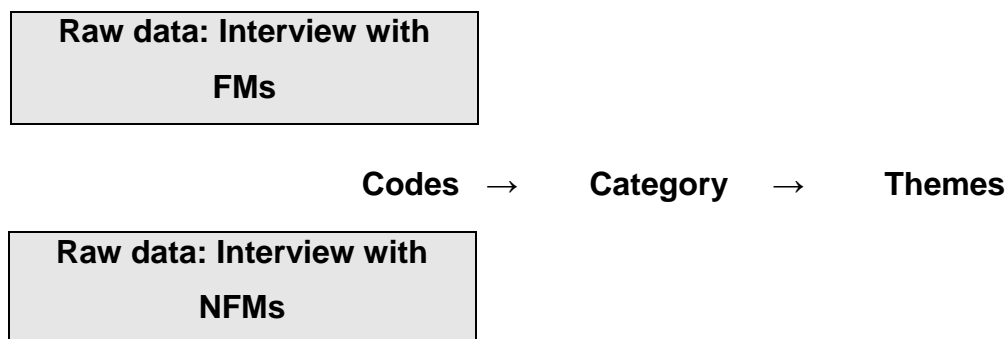 Raw data: Interview with
FMs
Codes → Category → Themes
Raw data: Interview with
NFMs